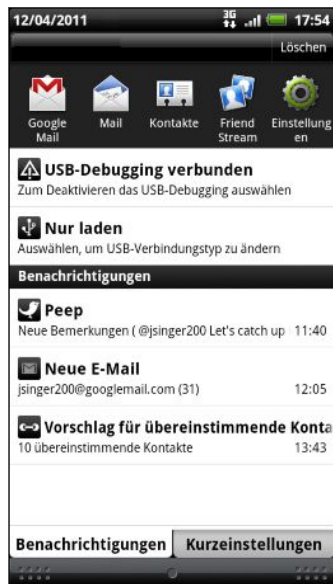 12/04/2011 3G 17:54
Löschen
Google Mail Kontakte Friend Einstellung
Mail Stream en
USB-Debugging verbunden
Zum Deaktivieren das USB-Debugging auswählen
Nur laden
Auswählen, um USB-Verbindungstyp zu ändern
Benachrichtigungen
Peep
Neue Bemerkungen ( @jsinger200 Let's catch up 11:40
Neue E-Mail
jsinger200@googlemail.com (31) 12:05
Vorschlag für übereinstimmende Konta
10 übereinstimmende Kontakte 13:43
Benachrichtigungen Kurzeinstellungen